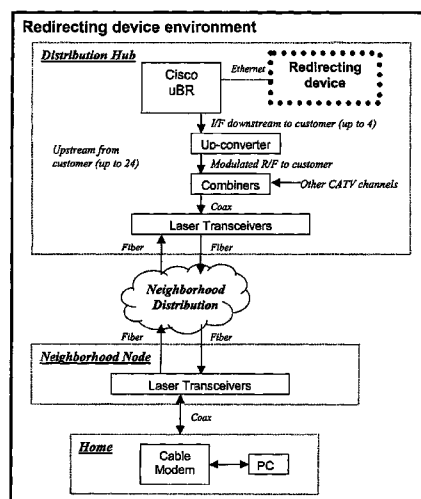 Redirecting device environment
Distribution Hub
Cisco
uBR
Ethernet
Redirecting
device
I/F downstream to customer (up to 4)
Up-converter
Upstream from
customer (up to 24)
Modulated R/F to customer
Combiners
Other CATV channels
Coax
Laser Transceivers
Fiber
Fiber
Neighborhood
Distribution
Fiber
Fiber
Neighborhood Node
Laser Transceivers
Coax
Home
Cable
Modem
PC